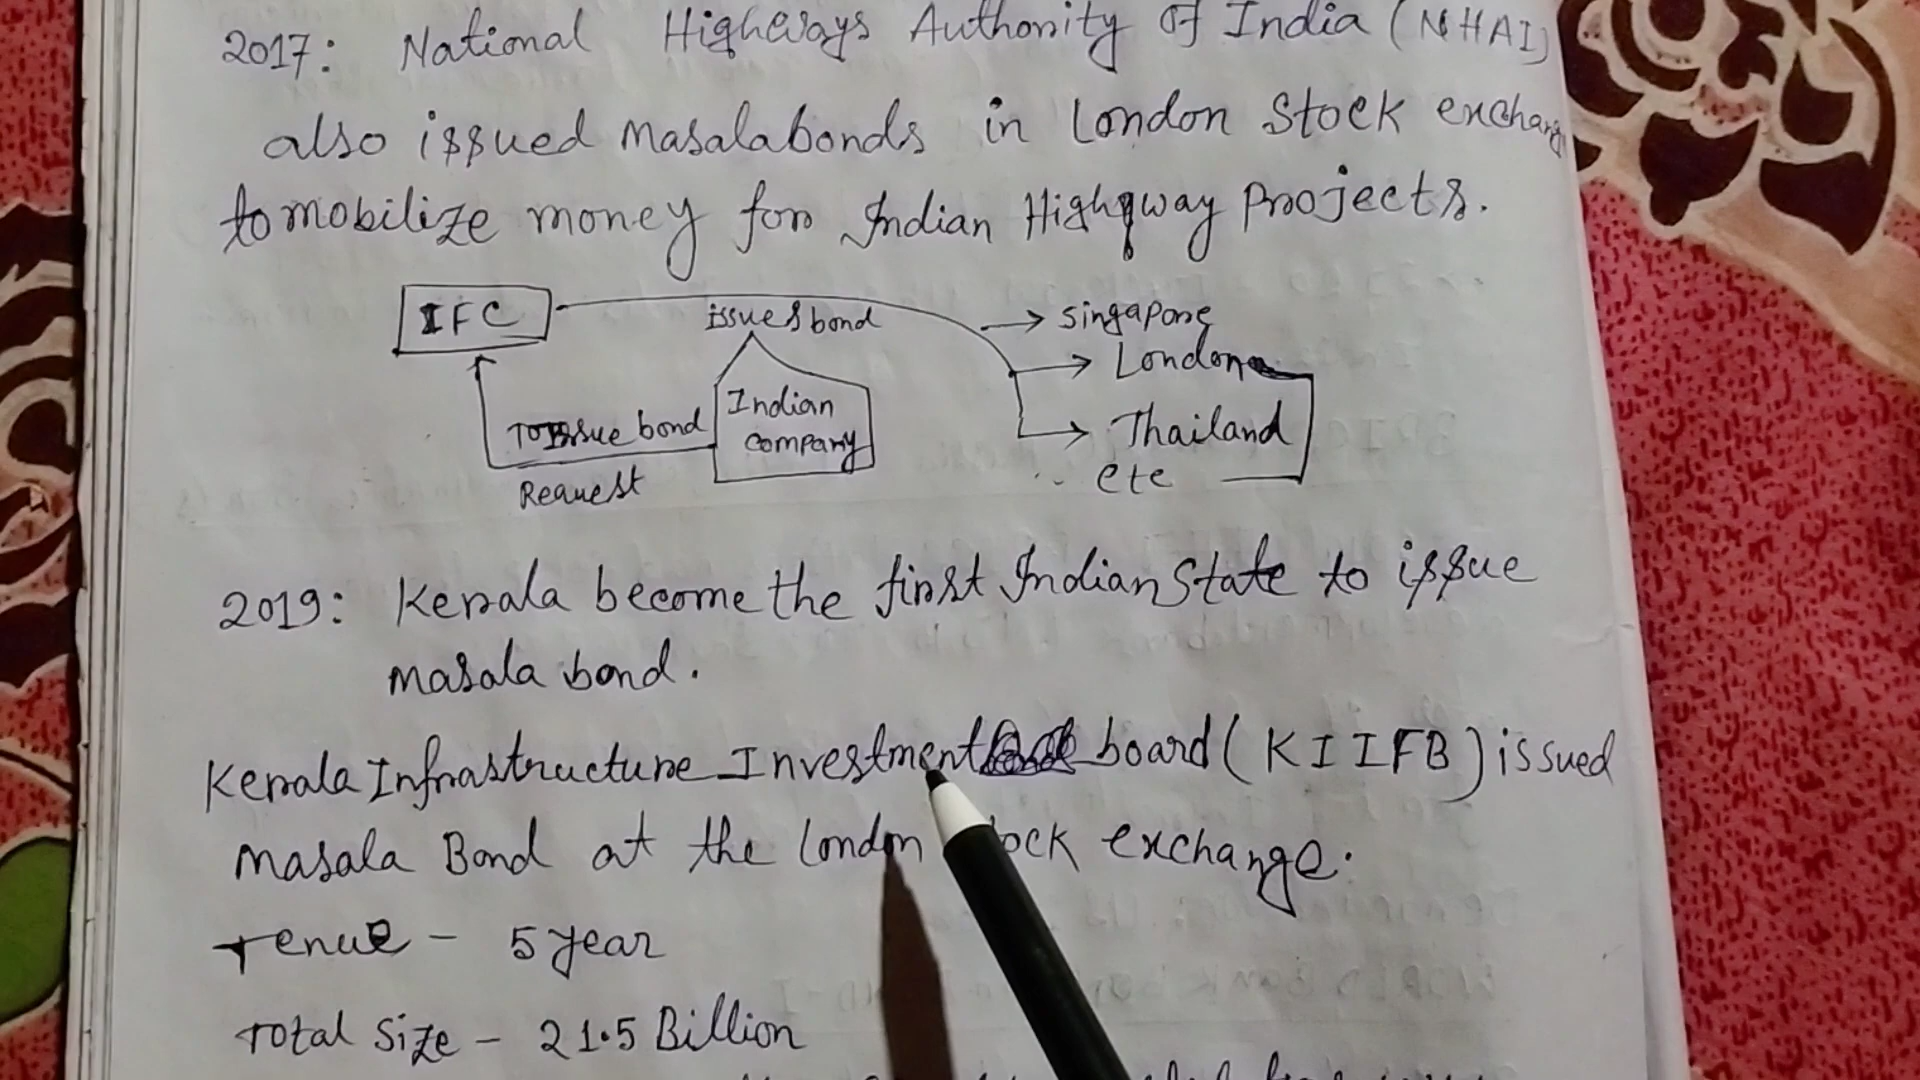 2017: National Highways Authority of India (NHAI)
also issued masalabonds in London Stock exchang
to mobilize money for Indian Highway Projects.
IFC
issues bond
Indian
company
To issue bond
Request
Singapore
London
Thailand
etc
2019: Kerala become the first Indian State to issue
masala bond.
Kerala Infrastructure Investment board (KIIFB) issued
Masala Bond at the London ock exchange.
Tenue - 5 year
Total Size - 21.5 Billion